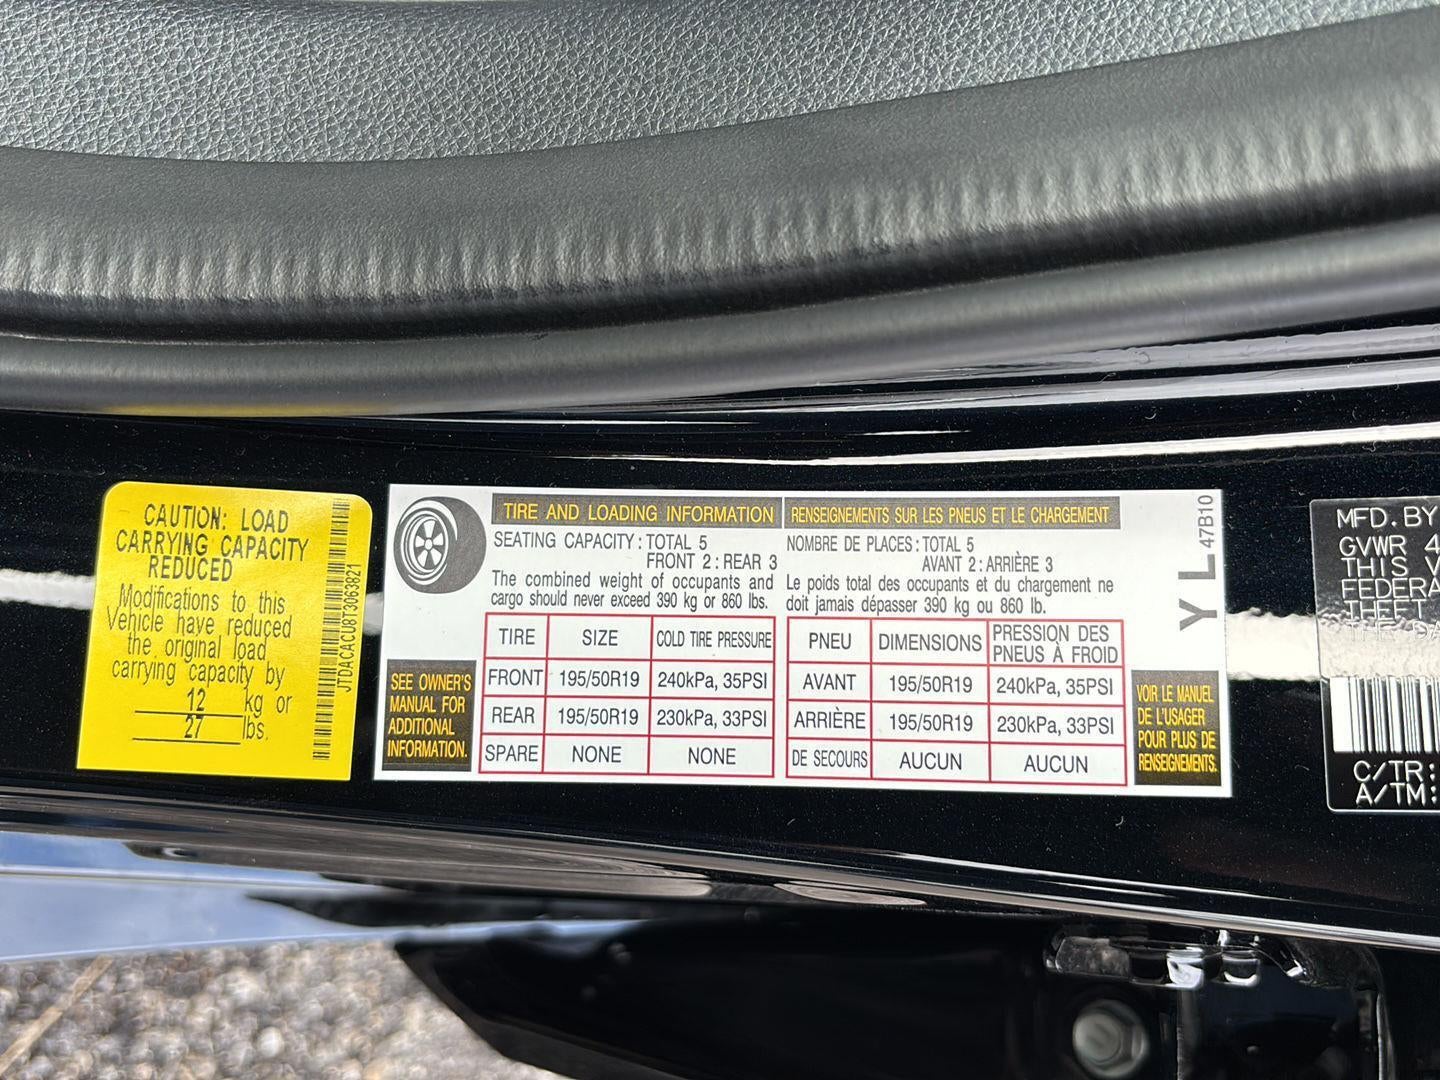 CAUTION: LOAD
CARRYING CAPACITY
REDUCED
Modifications to this
Vehicle have reduced
the original load
carrying capacity by
12 kg or
27 lbs.
JTDACACU8T3063821
TIRE AND LOADING INFORMATION
SEATING CAPACITY: TOTAL 5
FRONT 2: REAR 3
The combined weight of occupants and
cargo should never exceed 390 kg or 860 lbs.
TIRE SIZE COLD TIRE PRESSURE
FRONT 195/50R19 240kPa, 35PSI
REAR 195/50R19 230kPa, 33PSI
SPARE NONE NONE
SEE OWNER'S
MANUAL FOR
ADDITIONAL
INFORMATION.
RENSEIGNEMENTS SUR LES PNEUS ET LE CHARGEMENT
NOMBRE DE PLACES: TOTAL 5
AVANT 2: ARRIÈRE 3
Le poids total des occupants et du chargement ne
doit jamais dépasser 390 kg ou 860 lb.
PNEU DIMENSIONS PRESSION DES
PNEUS À FROID
AVANT 195/50R19 240kPa, 35PSI
ARRIÈRE 195/50R19 230kPa, 33PSI
DE SECOURS AUCUN AUCUN
VOIR LE MANUEL
DE L'USAGER
POUR PLUS DE
RENSEIGNEMENTS.
YL 47B10
MFD.BY
GVWR 4
THIS V
FEDERA
THEFT
THE DA
C/TR:
A/TM: